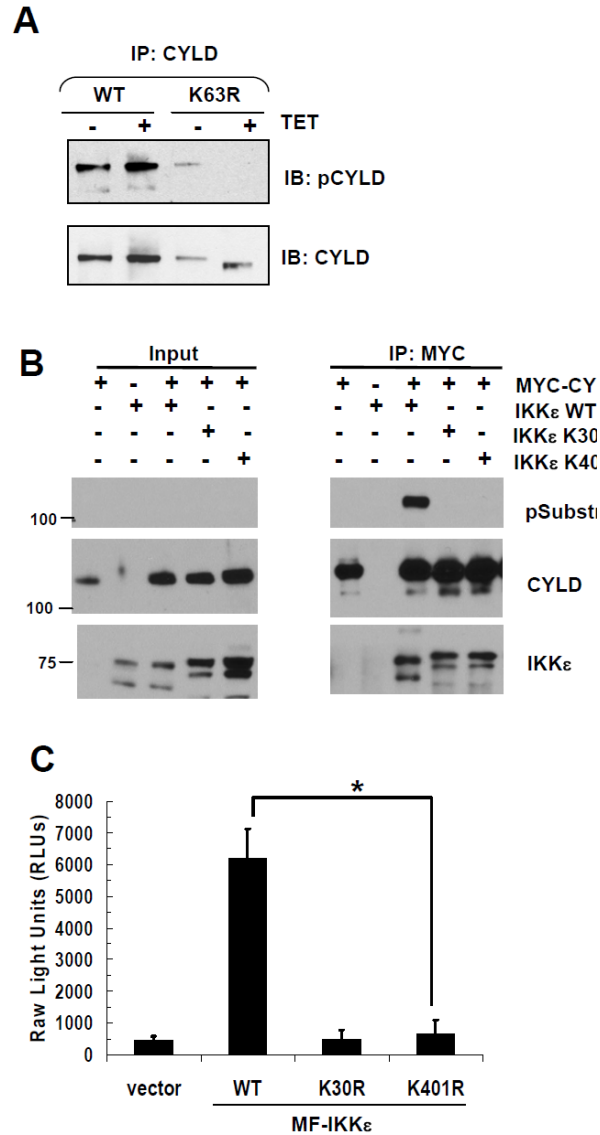 A
IP: CYLD
WT K63R
- + - + TET
IB: pCYLD
IB: CYLD
B
Input IP: MYC
+ - + + + + - + + + MYC-CY
- + + - - - + + - - IKKε WT
- - - + - - - - + - IKKε K30
- - - - + - - - - + IKKε K40
100 pSubstr
CYLD
100
75 IKKε
C
*
8000
7000
6000
5000
4000
3000
2000
1000
0
Raw Light Units (RLUs)
vector WT K30R K401R
MF-IKKε